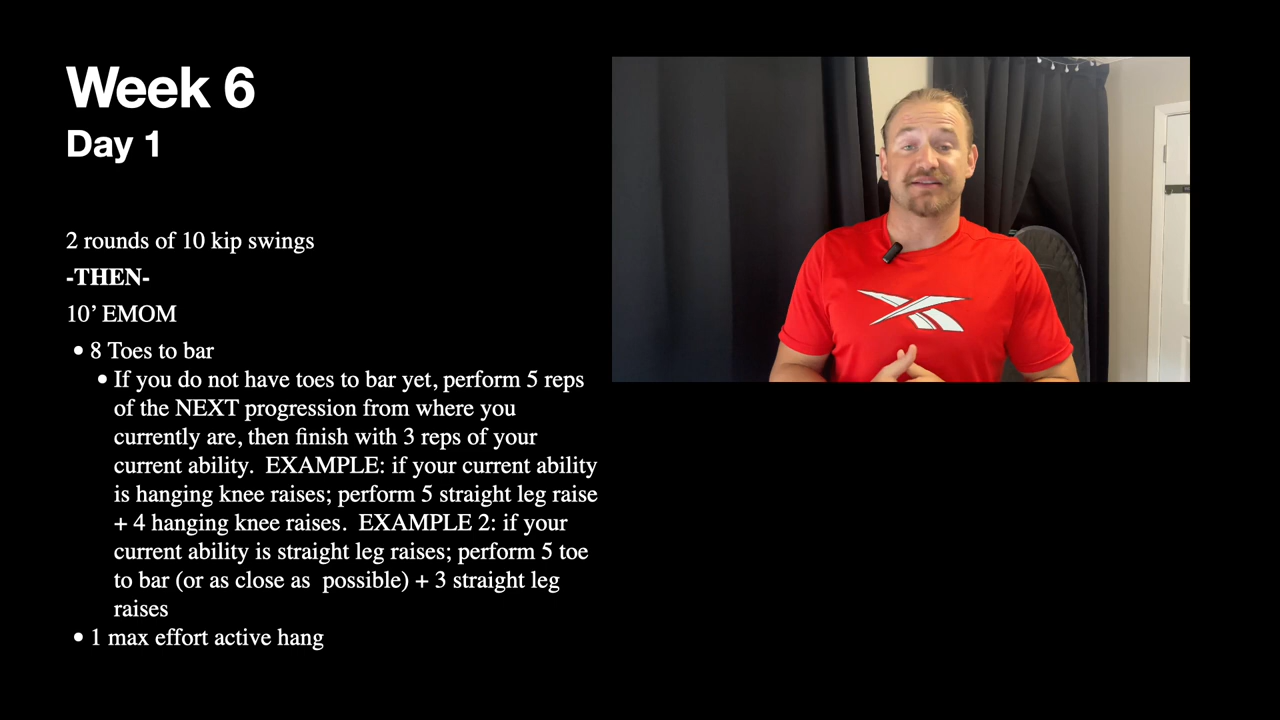 Week 6
Day 1
2 rounds of 10 kip swings
-THEN-
10’ EMOM
• 8 Toes to bar
• If you do not have toes to bar yet, perform 5 reps
of the NEXT progression from where you
currently are, then finish with 3 reps of your
current ability.  EXAMPLE: if your current ability
is hanging knee raises; perform 5 straight leg raise
+ 4 hanging knee raises.  EXAMPLE 2: if your
current ability is straight leg raises; perform 5 toe
to bar (or as close as  possible) + 3 straight leg
raises
• 1 max effort active hang